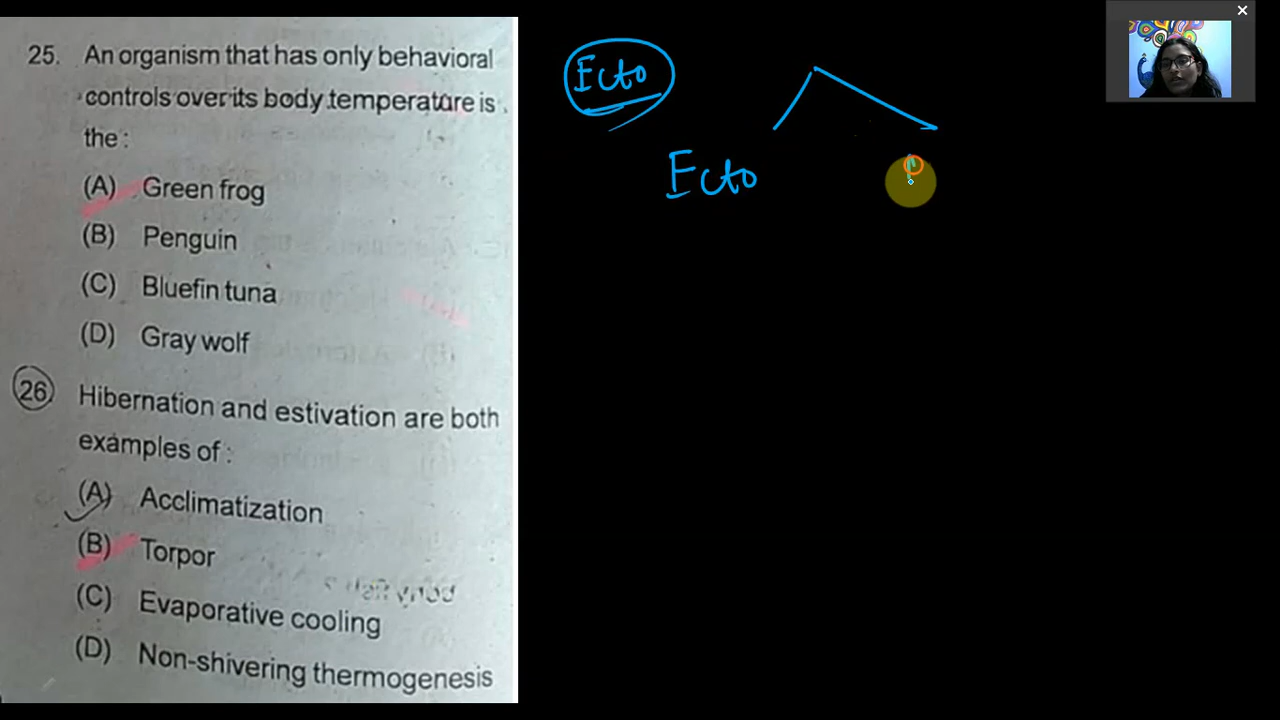 25. An organism that has only behavioral
controls over its body temperature is
the :
(A) Green frog
(B) Penguin
(C) Bluefin tuna
(D) Gray wolf
26. Hibernation and estivation are both
examples of :
(A) Acclimatization
(B) Torpor
(C) Evaporative cooling
(D) Non-shivering thermogenesis
Ecto
Ecto